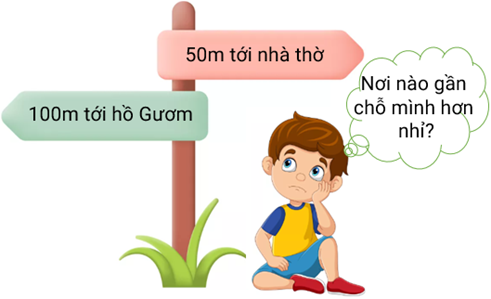 50m tới nhà thờ
100m tới hồ Gươm
Nơi nào gần
chỗ mình hơn
nhỉ?